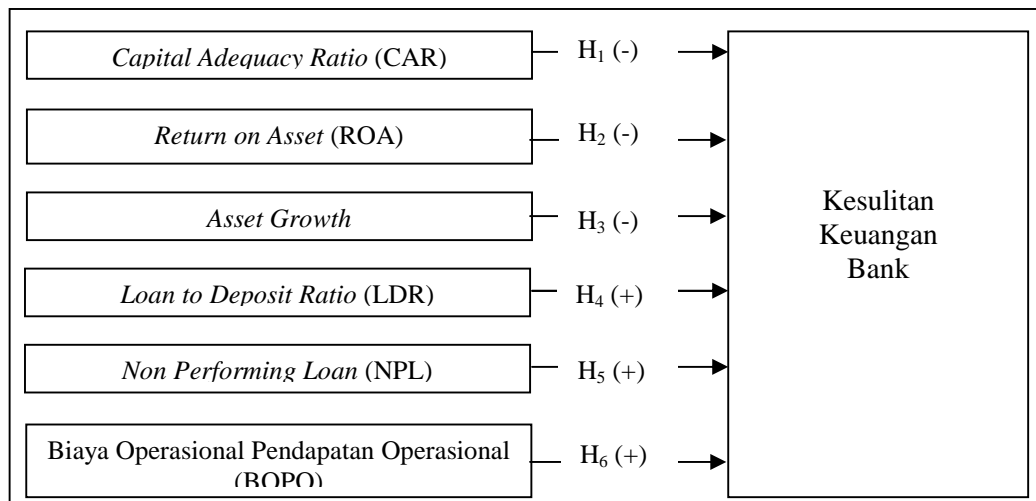 Capital Adequacy Ratio (CAR) H₁ (-)
Return on Asset (ROA) H₂ (-)
Asset Growth H₃ (-)
Loan to Deposit Ratio (LDR) H₄ (+)
Non Performing Loan (NPL) H₅ (+)
Biaya Operasional Pendapatan Operasional
(BOPO) H₆ (+)
Kesulitan
Keuangan
Bank